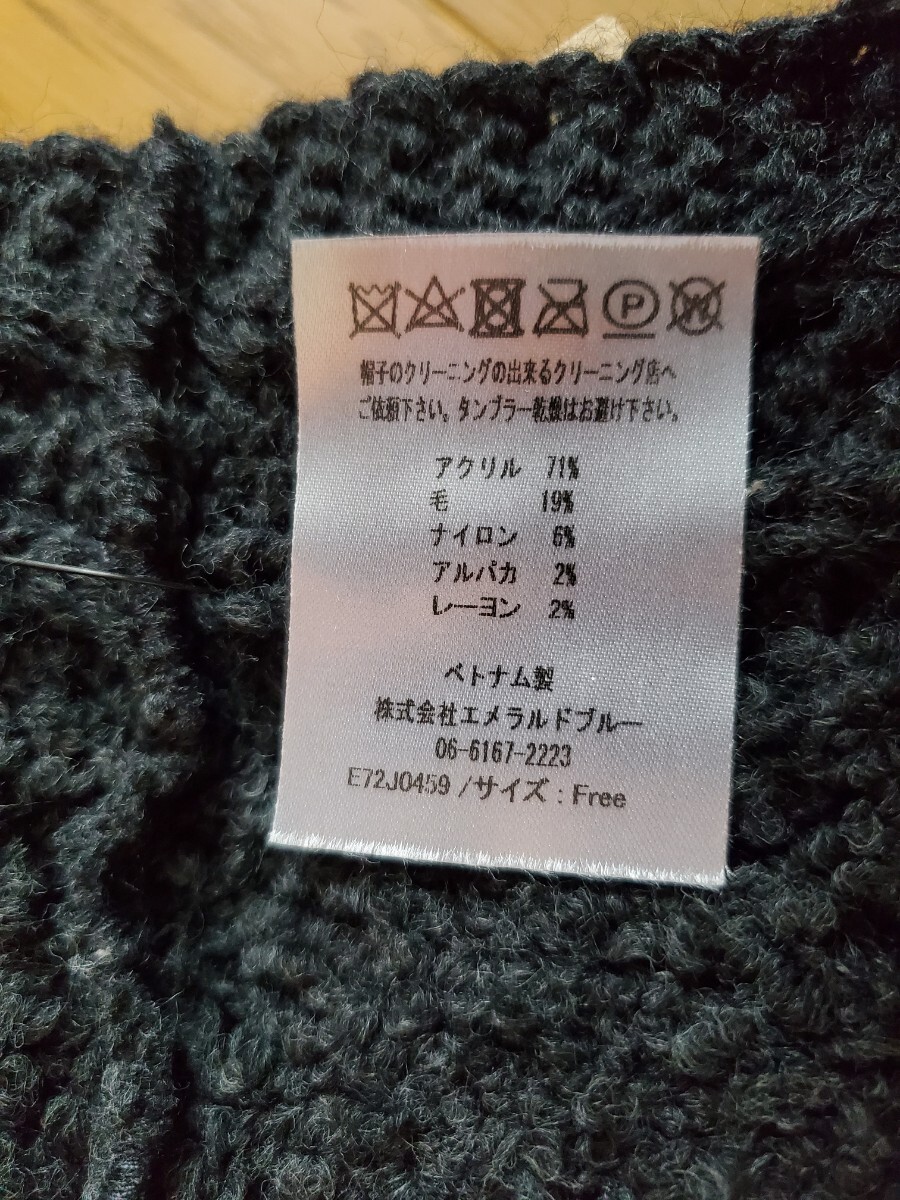 P W
帽子のクリーニングの出来るクリーニング店へ
ご依頼下さい。タンブラー乾燥はお避け下さい。
アクリル 71%
毛 19%
ナイロン 6%
アルパカ 2%
レーヨン 2%
ベトナム製
株式会社エメラルドブルー
06-6167-2223
E72J0459 /サイズ : Free